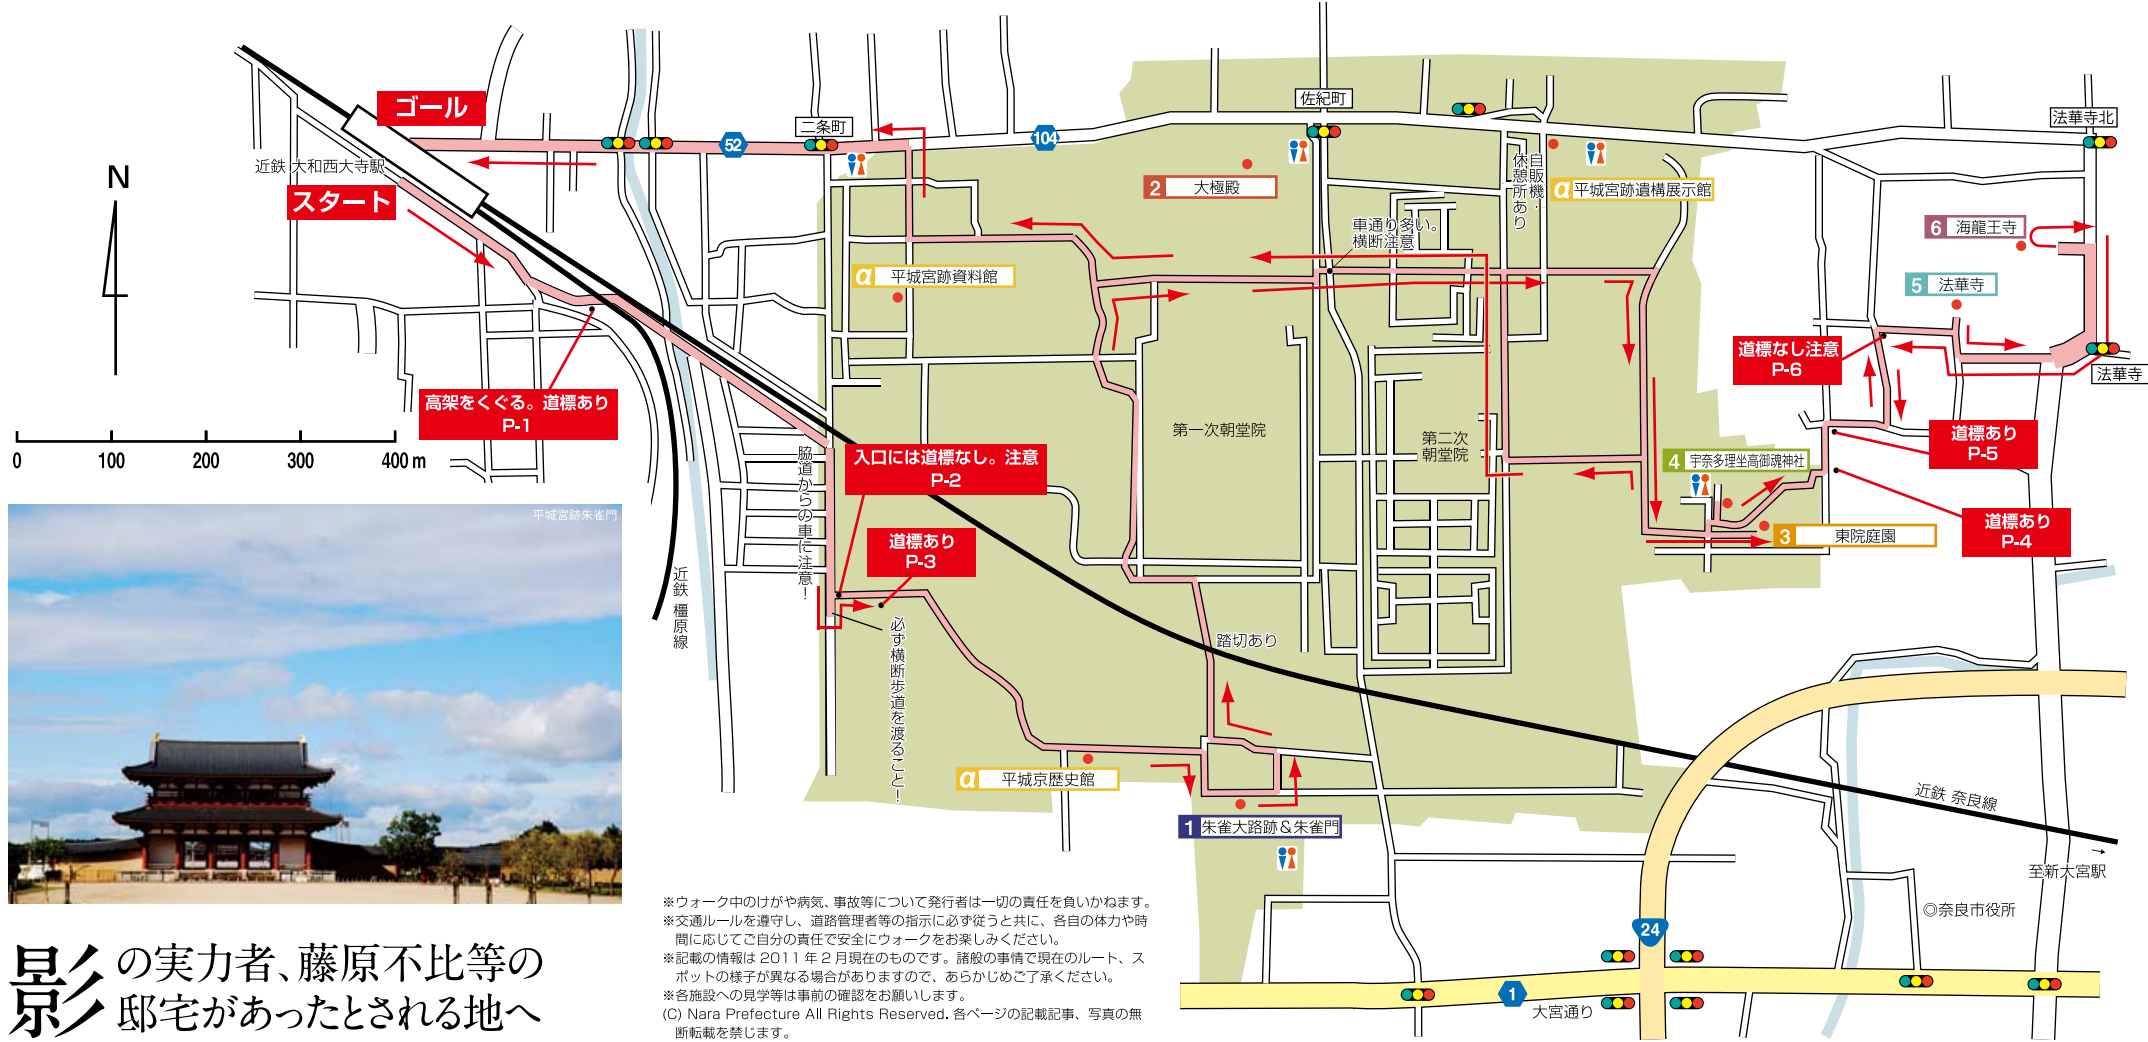 ゴール
近鉄 大和西大寺駅
スタート
N
52
二条町
104
佐紀町
法華寺北
2 大極殿
自販機・
休憩所あり
α 平城宮跡遺構展示館
車通り多い。
横断注意
6 海龍王寺
α 平城宮跡資料館
5 法華寺
道標なし注意
P-6
法華寺
高架をくぐる。道標あり
P-1
0 100 200 300 400 m
入口には道標なし。注意
P-2
脇道からの車に注意！
第一次朝堂院
第二次
朝堂院
4 宇奈多理坐高御魂神社
道標あり
P-5
道標あり
P-4
3 東院庭園
道標あり
P-3
平城宮跡朱雀門
近鉄 橿原線
必ず横断歩道を渡ること！
踏切あり
α 平城京歴史館
1 朱雀大路跡＆朱雀門
近鉄 奈良線
→
至新大宮駅
◎奈良市役所
24
1
大宮通り
影の実力者、藤原不比等の
邸宅があったとされる地へ
※ウォーク中のけがや病気、事故等について発行者は一切の責任を負いかねます。
※交通ルールを遵守し、道路管理者等の指示に必ず従うと共に、各自の体力や時
間に応じてご自分の責任で安全にウォークをお楽しみください。
※記載の情報は 2011 年 2 月現在のものです。諸般の事情で現在のルート、ス
ポットの様子が異なる場合がありますので、あらかじめご了承ください。
※各施設への見学等は事前の確認をお願いします。
(C) Nara Prefecture All Rights Reserved. 各ページの記載記事、写真の無
断転載を禁じます。